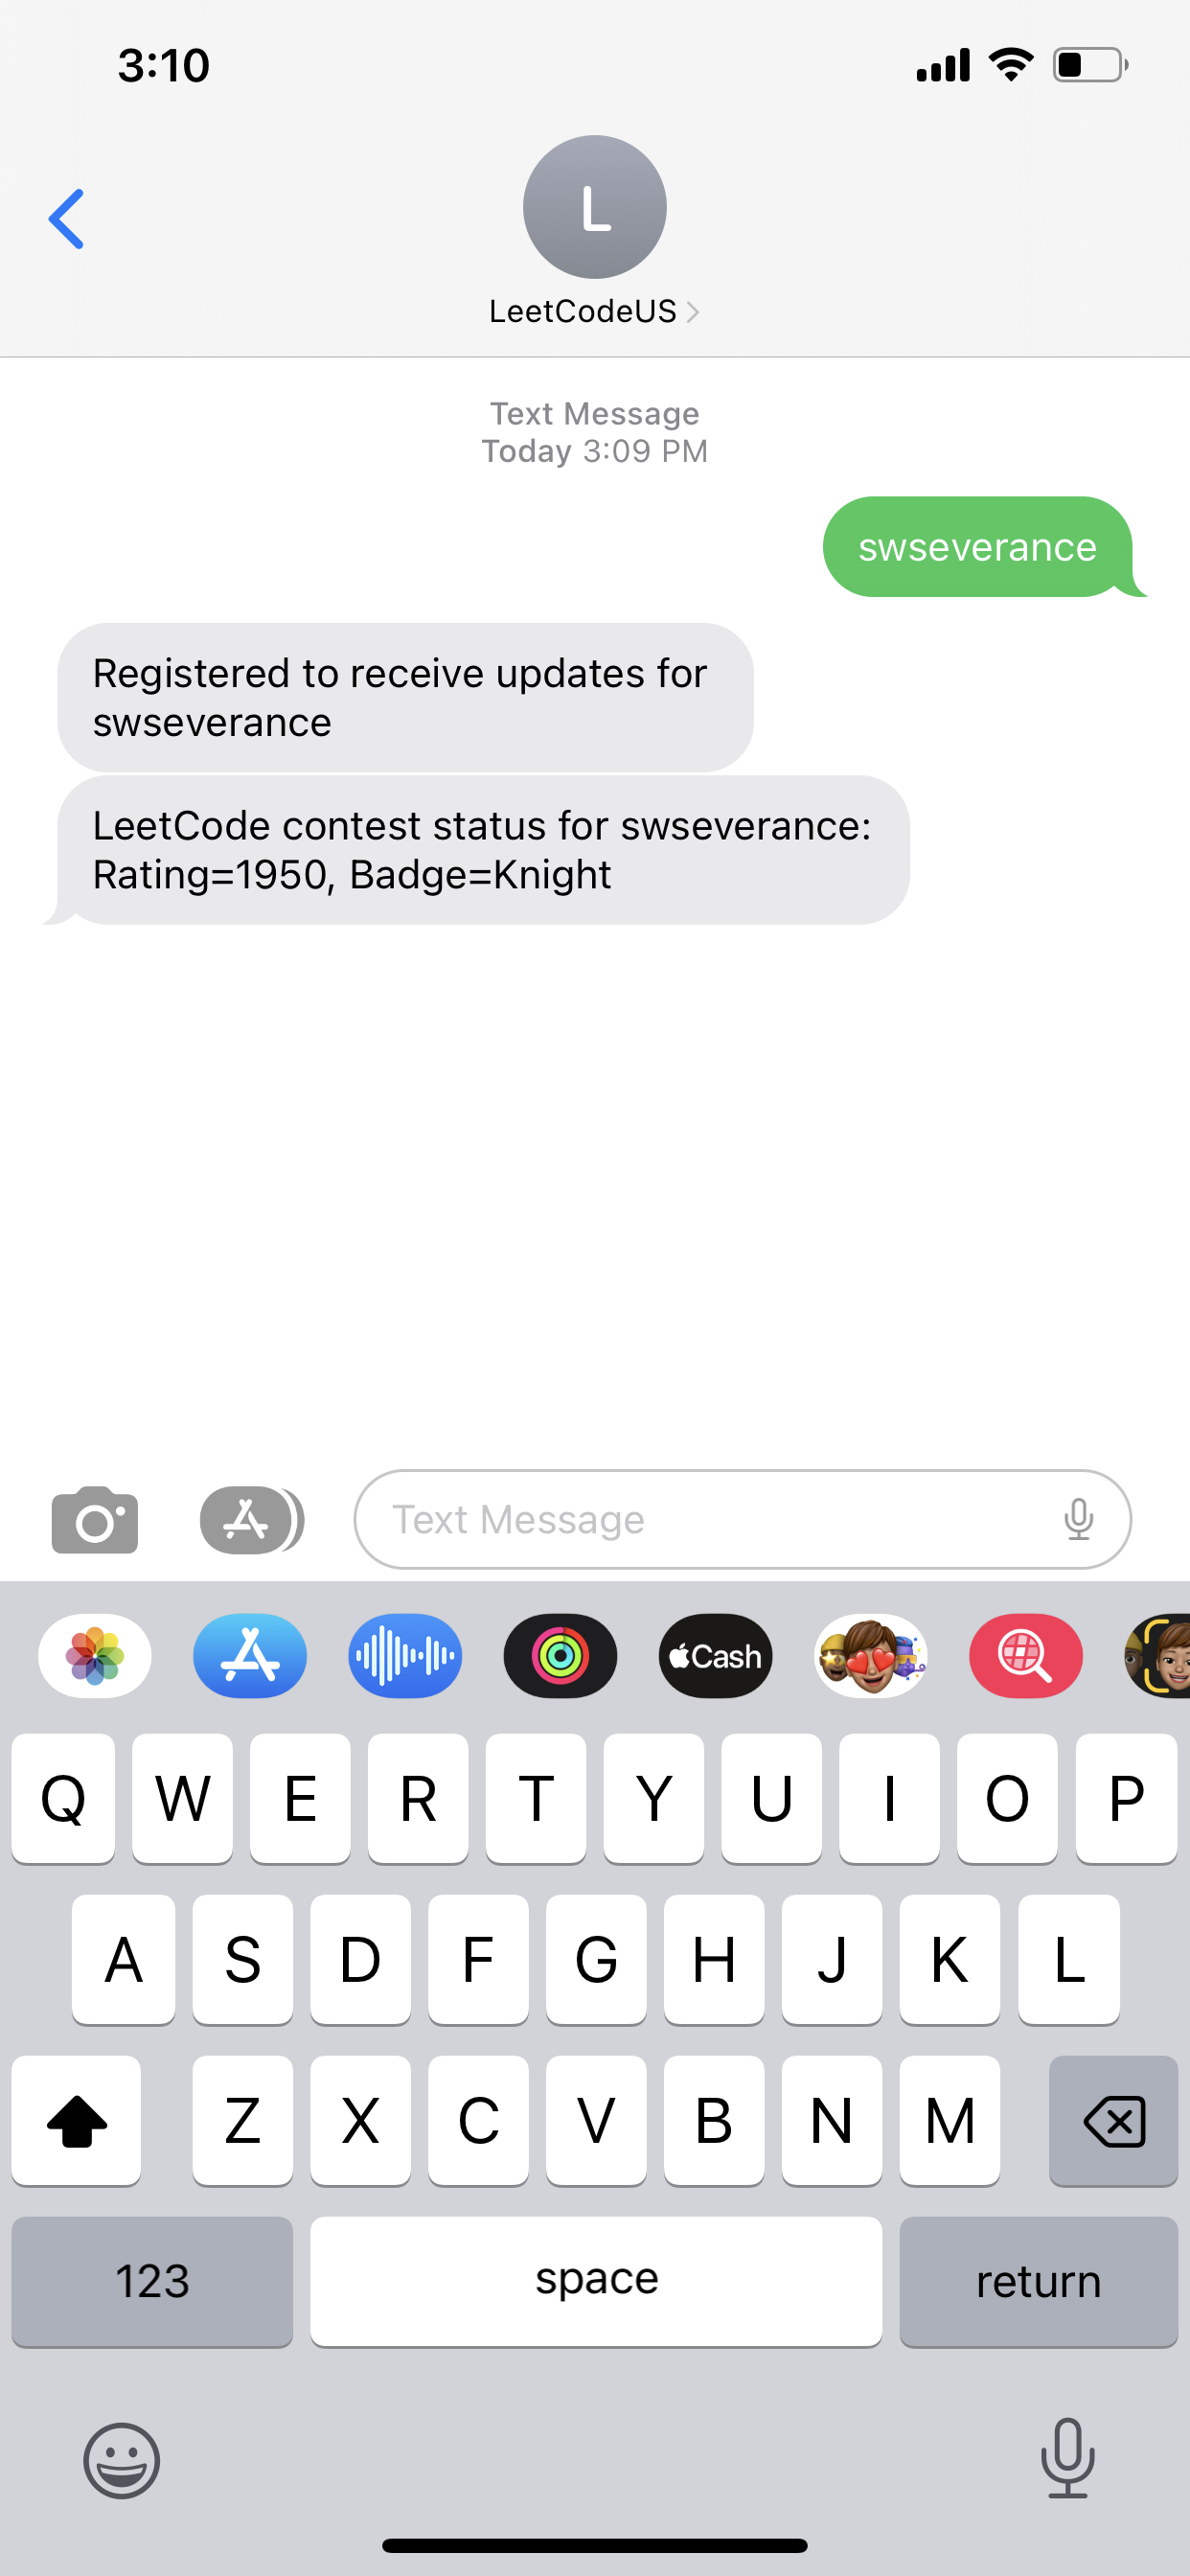 3:10
L
LeetCodeUS
Text Message
Today 3:09 PM
swseverance
Registered to receive updates for
swseverance
LeetCode contest status for swseverance:
Rating=1950, Badge=Knight
Text Message
Cash
Q W E R T Y U I O P
A S D F G H J K L
Z X C V B N M
123 space return